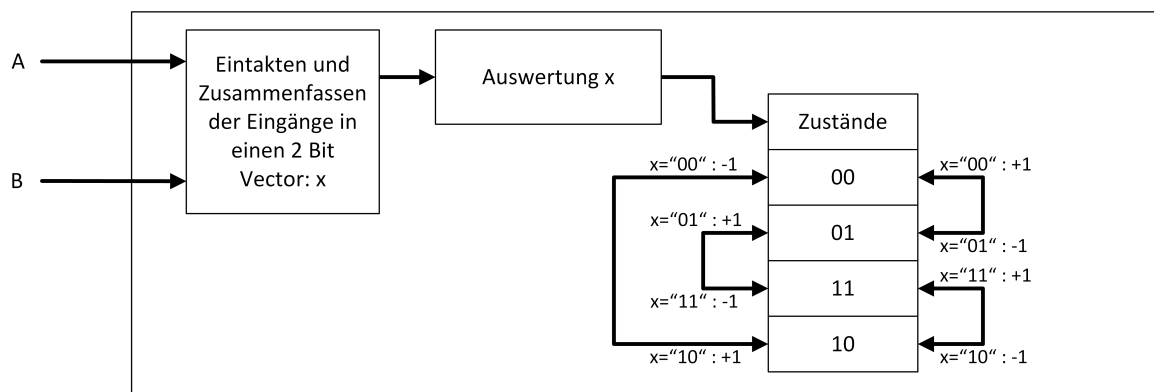 A
B
Eintakten und
Zusammenfassen
der Eingänge in
einen 2 Bit
Vector: x
Auswertung x
Zustände
x=“00“ : -1
00
x=“00“ : +1
x=“01“ : +1
01
x=“01“ : -1
x=“11“ : +1
x=“11“ : -1
11
10
x=“10“ : +1
x=“10“ : -1